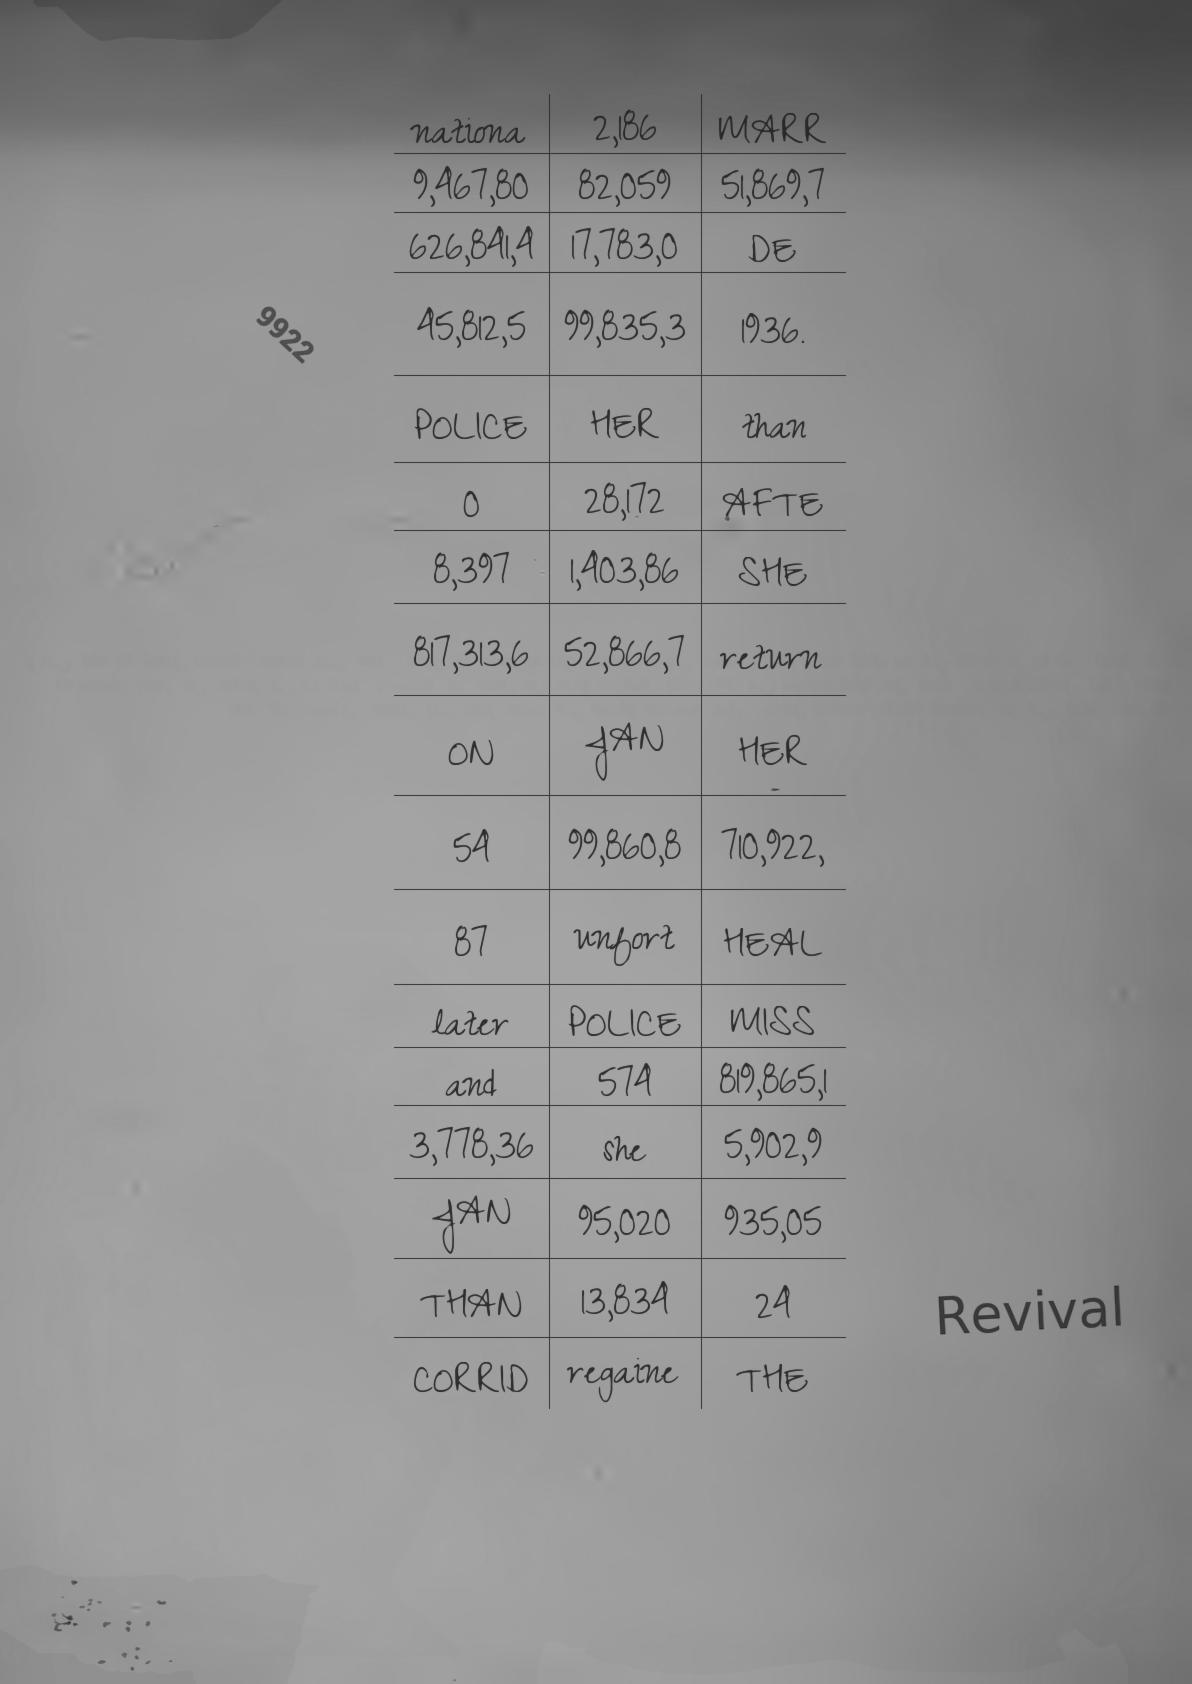 nationa 2,186 MARR
9,467,80 82,059 51,869,7
626,841,4 17,783,0 DE
45,812,5 99,835,3 1936.
9922
POLICE HER than
0 28,172 AFTE
8,397 1,403,86 SHE
817,313,6 52,866,7 return
ON JAN HER
54 99,860,8 710,922,
87 unfort HEAL
later POLICE MISS
and 574 819,865,1
3,778,36 she 5,902,9
JAN 95,020 935,05
THAN 13,834 24
Revival
CORRID regaine THE